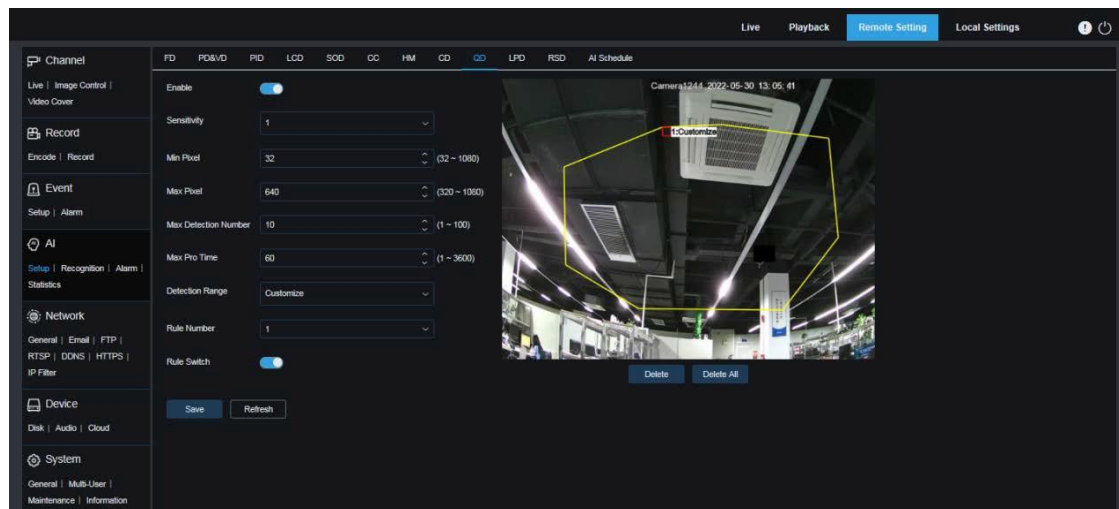 Live Playback Remote Setting Local Settings
Channel
Live | Image Control |
Video Cover
Record
Encode | Record
Event
Setup | Alarm
AI
Setup | Recognition | Alarm |
Statistics
Network
General | Email | FTP |
RTSP | DDNS | HTTPS |
IP Filter
Device
Disk | Audio | Cloud
System
General | Multi-User |
Maintenance | Information
FD PD&VD PID LCD SOD CC HM CD QD LPD RSD AI Schedule
Enable
Sensitivity 1
Min Pixel 32 (32 ~ 1080)
Max Pixel 640 (320 ~ 1080)
Max Detection Number 10 (1 ~ 100)
Max Pro Time 60 (1 ~ 3600)
Detection Range Customize
Rule Number 1
Rule Switch
Save Refresh
Camera1244 2022-05-30 13:05:41
1:Customize
Delete Delete All